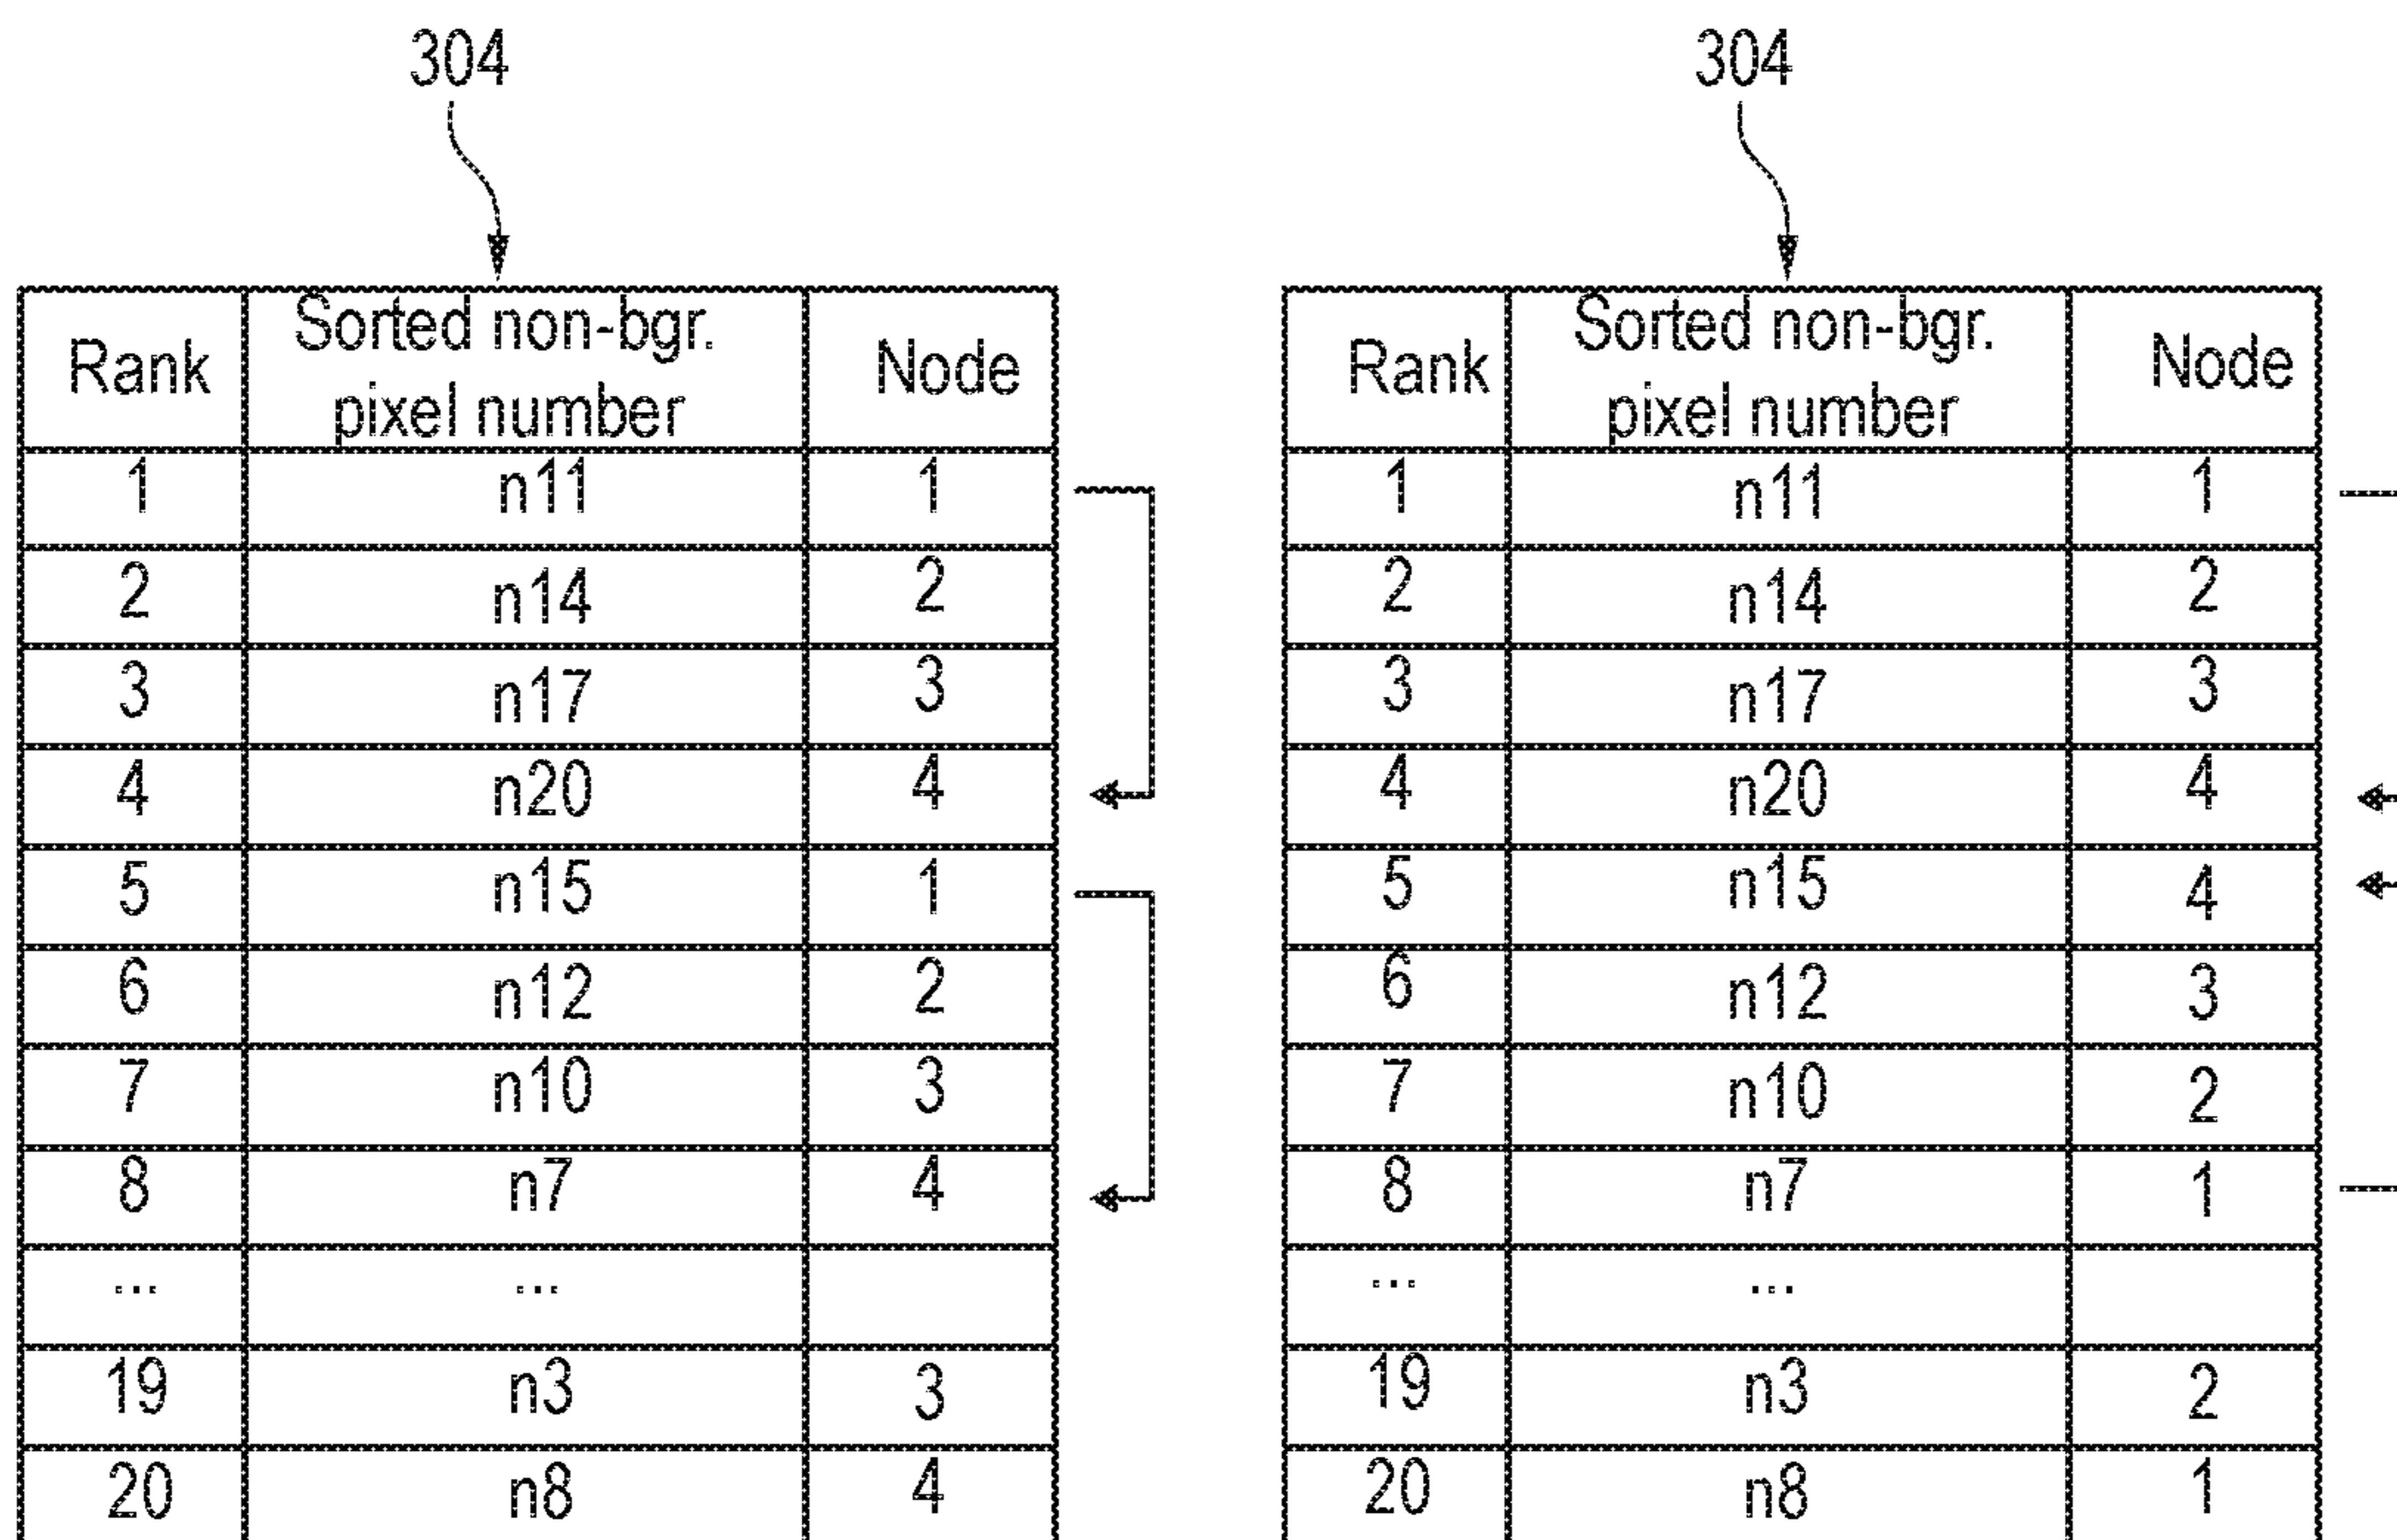 304 304
Rank Sorted non-bgr. pixel number Node Rank Sorted non-bgr. pixel number Node
1 n11 1 1 n11 1
2 n14 2 2 n14 2
3 n17 3 3 n17 3
4 n20 4 4 n20 4
5 n15 1 5 n15 4
6 n12 2 6 n12 3
7 n10 3 7 n10 2
8 n7 4 8 n7 1
... ... ... ...
19 n3 3 19 n3 2
20 n8 4 20 n8 1